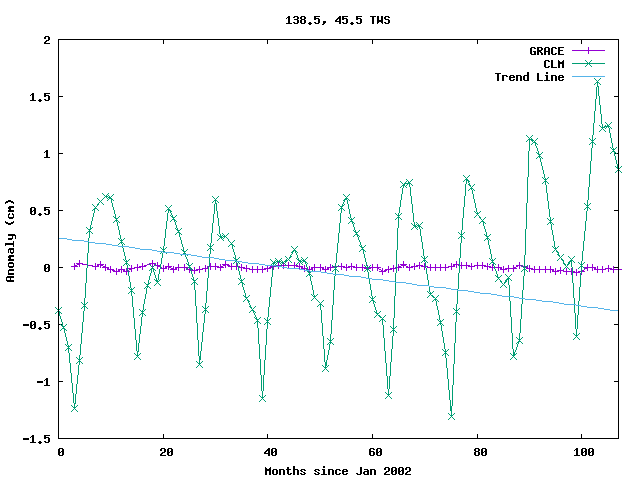 138.5, 45.5 TWS
GRACE
CLM
Trend Line
2
1.5
1
0.5
0
-0.5
-1
-1.5
Anomaly (cm)
0 20 40 60 80 100
Months since Jan 2002